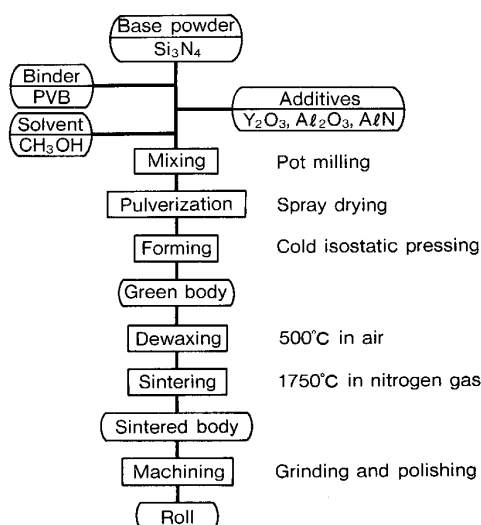 Base powder
Si₃N₄
Binder
PVB
Additives
Y₂O₃, Aℓ₂O₃, AℓN
Solvent
CH₃OH
Mixing Pot milling
Pulverization Spray drying
Forming Cold isostatic pressing
Green body
Dewaxing 500°C in air
Sintering 1750°C in nitrogen gas
Sintered body
Machining Grinding and polishing
Roll